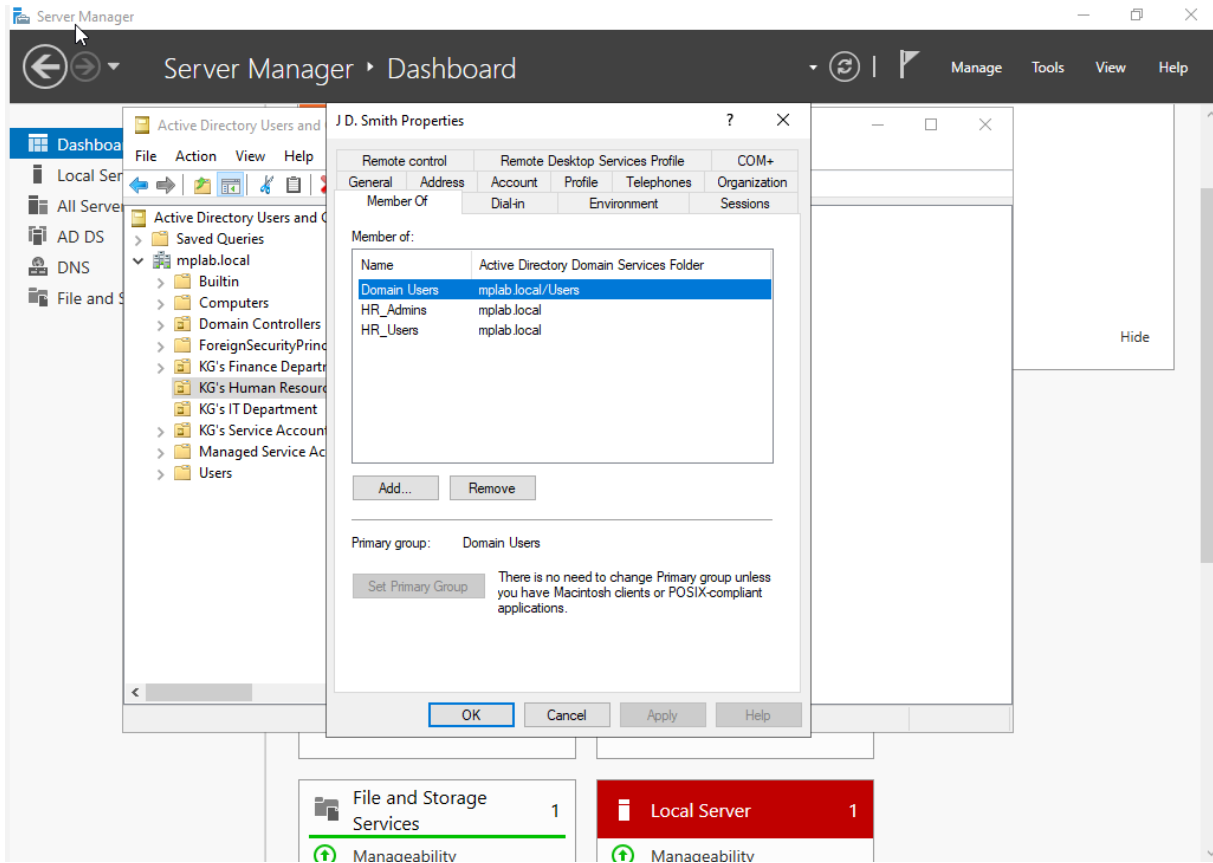 Server Manager
Server Manager • Dashboard
Manage Tools View Help
Dashboa
Local Ser
All Server
AD DS
DNS
File and S
Active Directory Users and
File Action View Help
Active Directory Users and C
Saved Queries
mplab.local
Builtin
Computers
Domain Controllers
ForeignSecurityPrinc
KG's Finance Departr
KG's Human Resourc
KG's IT Department
KG's Service Account
Managed Service Ac
Users
J D. Smith Properties
?
Remote control Remote Desktop Services Profile COM+
General Address Account Profile Telephones Organization
Member Of Dial-in Environment Sessions
Member of:
Name Active Directory Domain Services Folder
Domain Users mplab.local/Users
HR_Admins mplab.local
HR_Users mplab.local
Add... Remove
Primary group: Domain Users
Set Primary Group
There is no need to change Primary group unless
you have Macintosh clients or POSIX-compliant
applications.
OK Cancel Apply Help
Hide
File and Storage
Services
1
Manageability
Local Server 1
Manageability